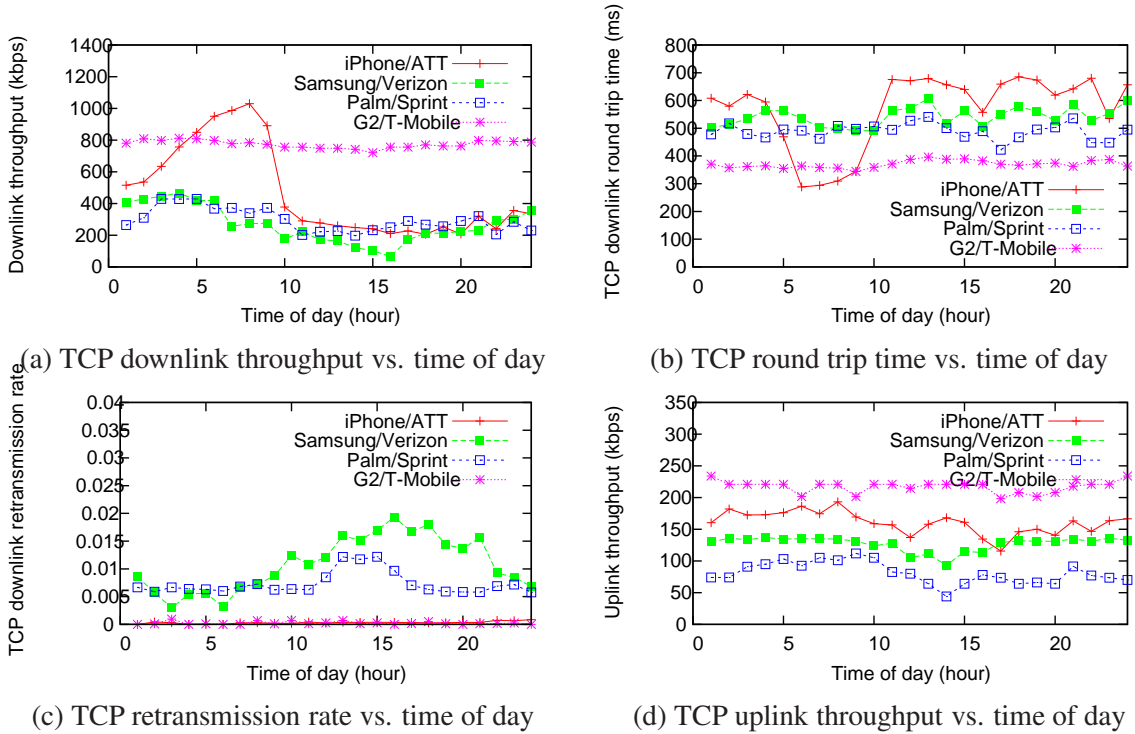 Downlink throughput (kbps)
1400
1200
1000
800
600
400
200
0
iPhone/ATT
Samsung/Verizon
Palm/Sprint
G2/T-Mobile
0 5 10 15 20
Time of day (hour)
(a) TCP downlink throughput vs. time of day
TCP downlink round trip time (ms)
800
700
600
500
400
300
200
100
0
iPhone/ATT
Samsung/Verizon
Palm/Sprint
G2/T-Mobile
0 5 10 15 20
Time of day (hour)
(b) TCP round trip time vs. time of day
TCP downlink retransmission rate
0.04
0.035
0.03
0.025
0.02
0.015
0.01
0.005
0
iPhone/ATT
Samsung/Verizon
Palm/Sprint
G2/T-Mobile
0 5 10 15 20
Time of day (hour)
(c) TCP retransmission rate vs. time of day
Uplink throughput (kbps)
350
300
250
200
150
100
50
0
iPhone/ATT
Samsung/Verizon
Palm/Sprint
G2/T-Mobile
0 5 10 15 20
Time of day (hour)
(d) TCP uplink throughput vs. time of day